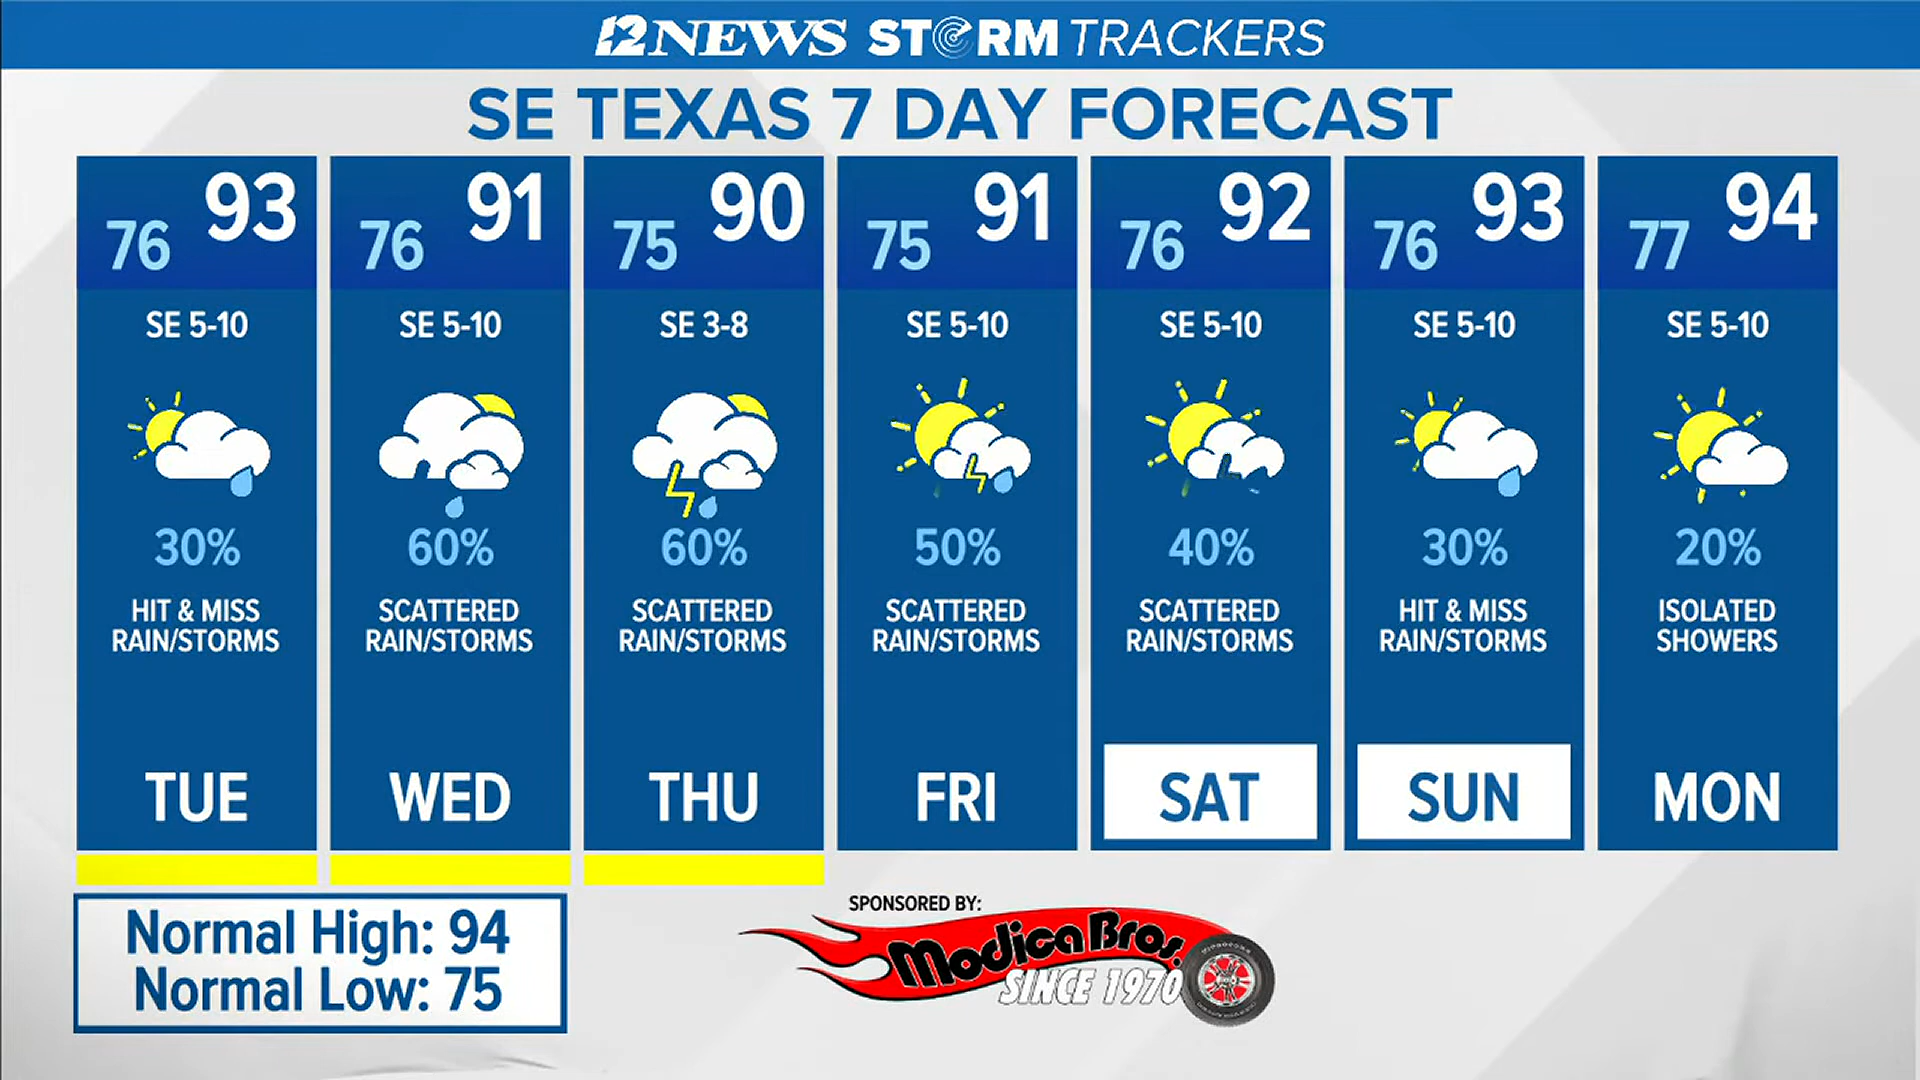 12NEWS STORM TRACKERS
SE TEXAS 7 DAY FORECAST
76 93
SE 5-10
30%
HIT & MISS
RAIN/STORMS
TUE
76 91
SE 5-10
60%
SCATTERED
RAIN/STORMS
WED
75 90
SE 3-8
60%
SCATTERED
RAIN/STORMS
THU
75 91
SE 5-10
50%
SCATTERED
RAIN/STORMS
FRI
76 92
SE 5-10
40%
SCATTERED
RAIN/STORMS
SAT
76 93
SE 5-10
30%
HIT & MISS
RAIN/STORMS
SUN
77 94
SE 5-10
20%
ISOLATED
SHOWERS
MON
Normal High: 94
Normal Low: 75
SPONSORED BY:
Modica Bros.
SINCE 1970